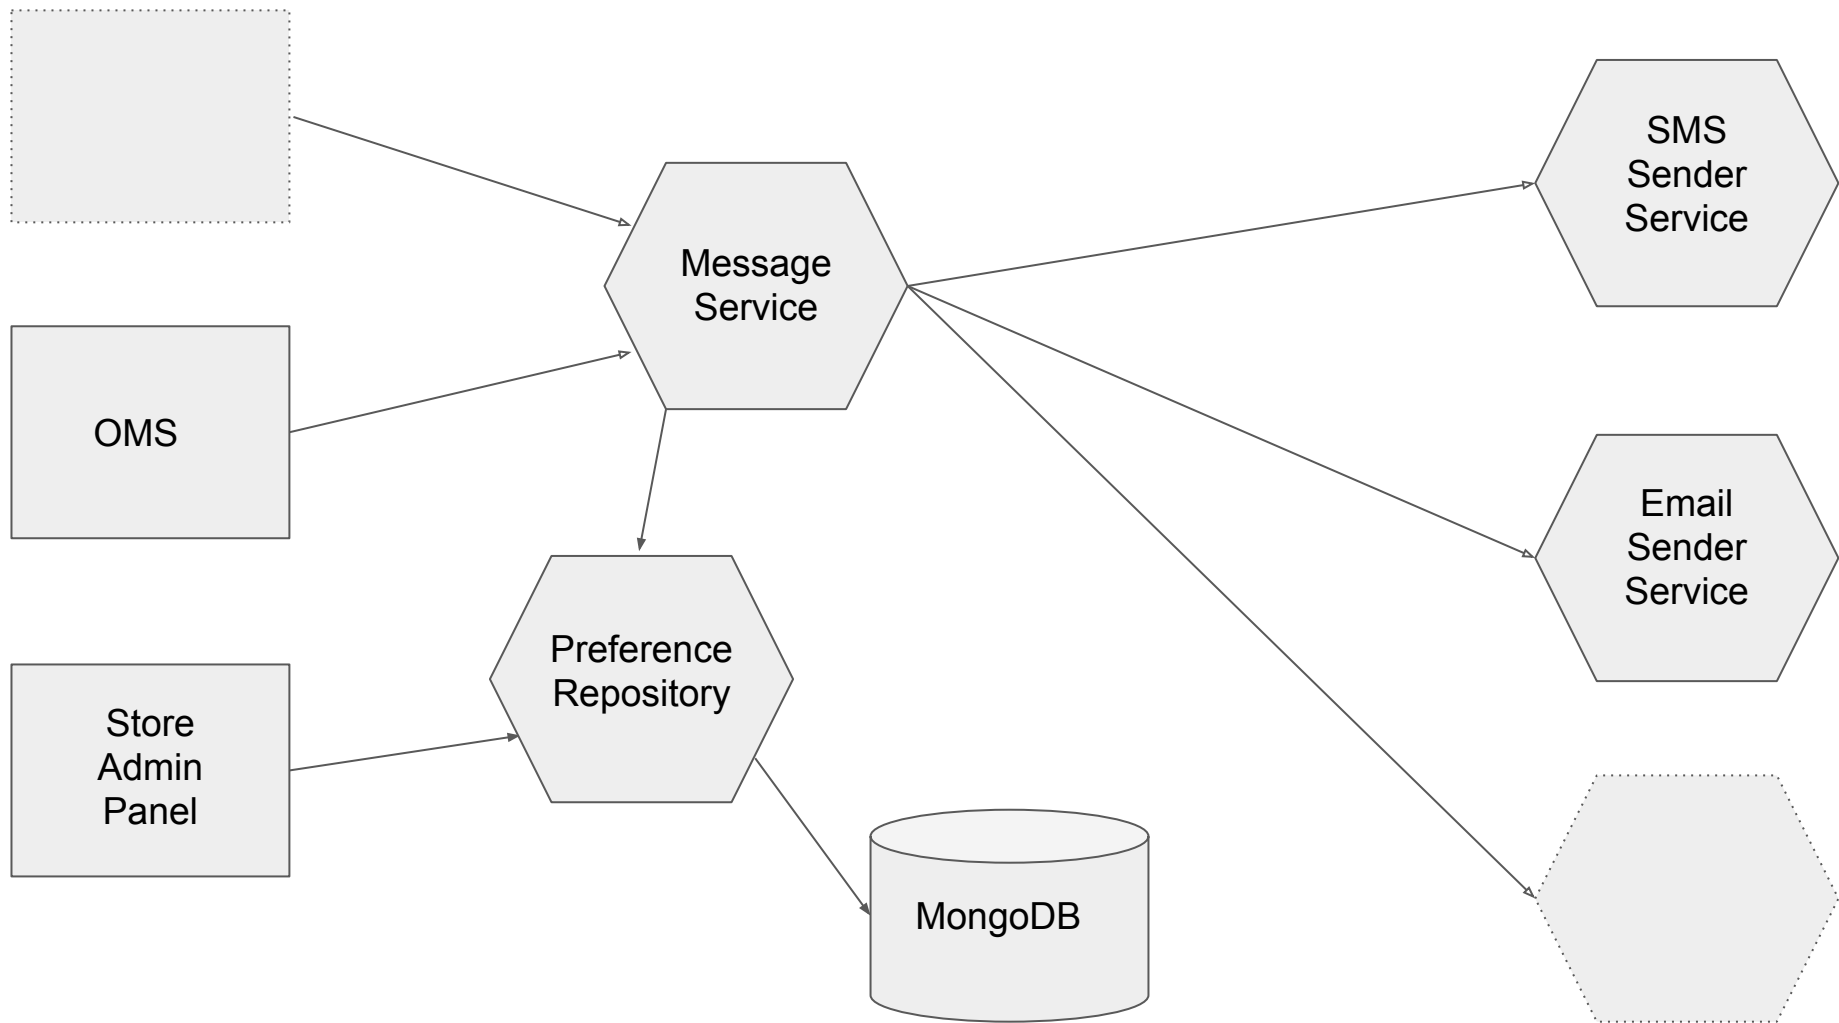 SMS
Sender
Service
Message
Service
OMS
Email
Sender
Service
Preference
Repository
Store
Admin
Panel
MongoDB